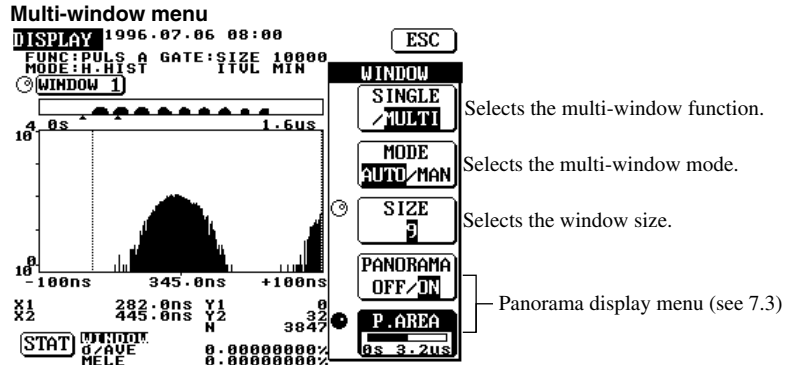 Multi-window menu
DISPLAY 1996.07.06 08:00
ESC
FUNC:PULS A GATE:SIZE 10000
MODE:H.HIST ITVL MIN
WINDOW 1
0s 1.6us
10 4
10 0
-100ns 345.0ns +100ns
X1 282.0ns Y1 0
X2 445.0ns Y2 32
N 3847
STAT WINDOW
σ/AVE 0.00000000%
MELE 0.00000000%
WINDOW
SINGLE
/MULTI
Selects the multi-window function.
MODE
AUTO/MAN
Selects the multi-window mode.
SIZE
9
Selects the window size.
PANORAMA
OFF/ON
Panorama display menu (see 7.3)
P.AREA
0s 3.2us